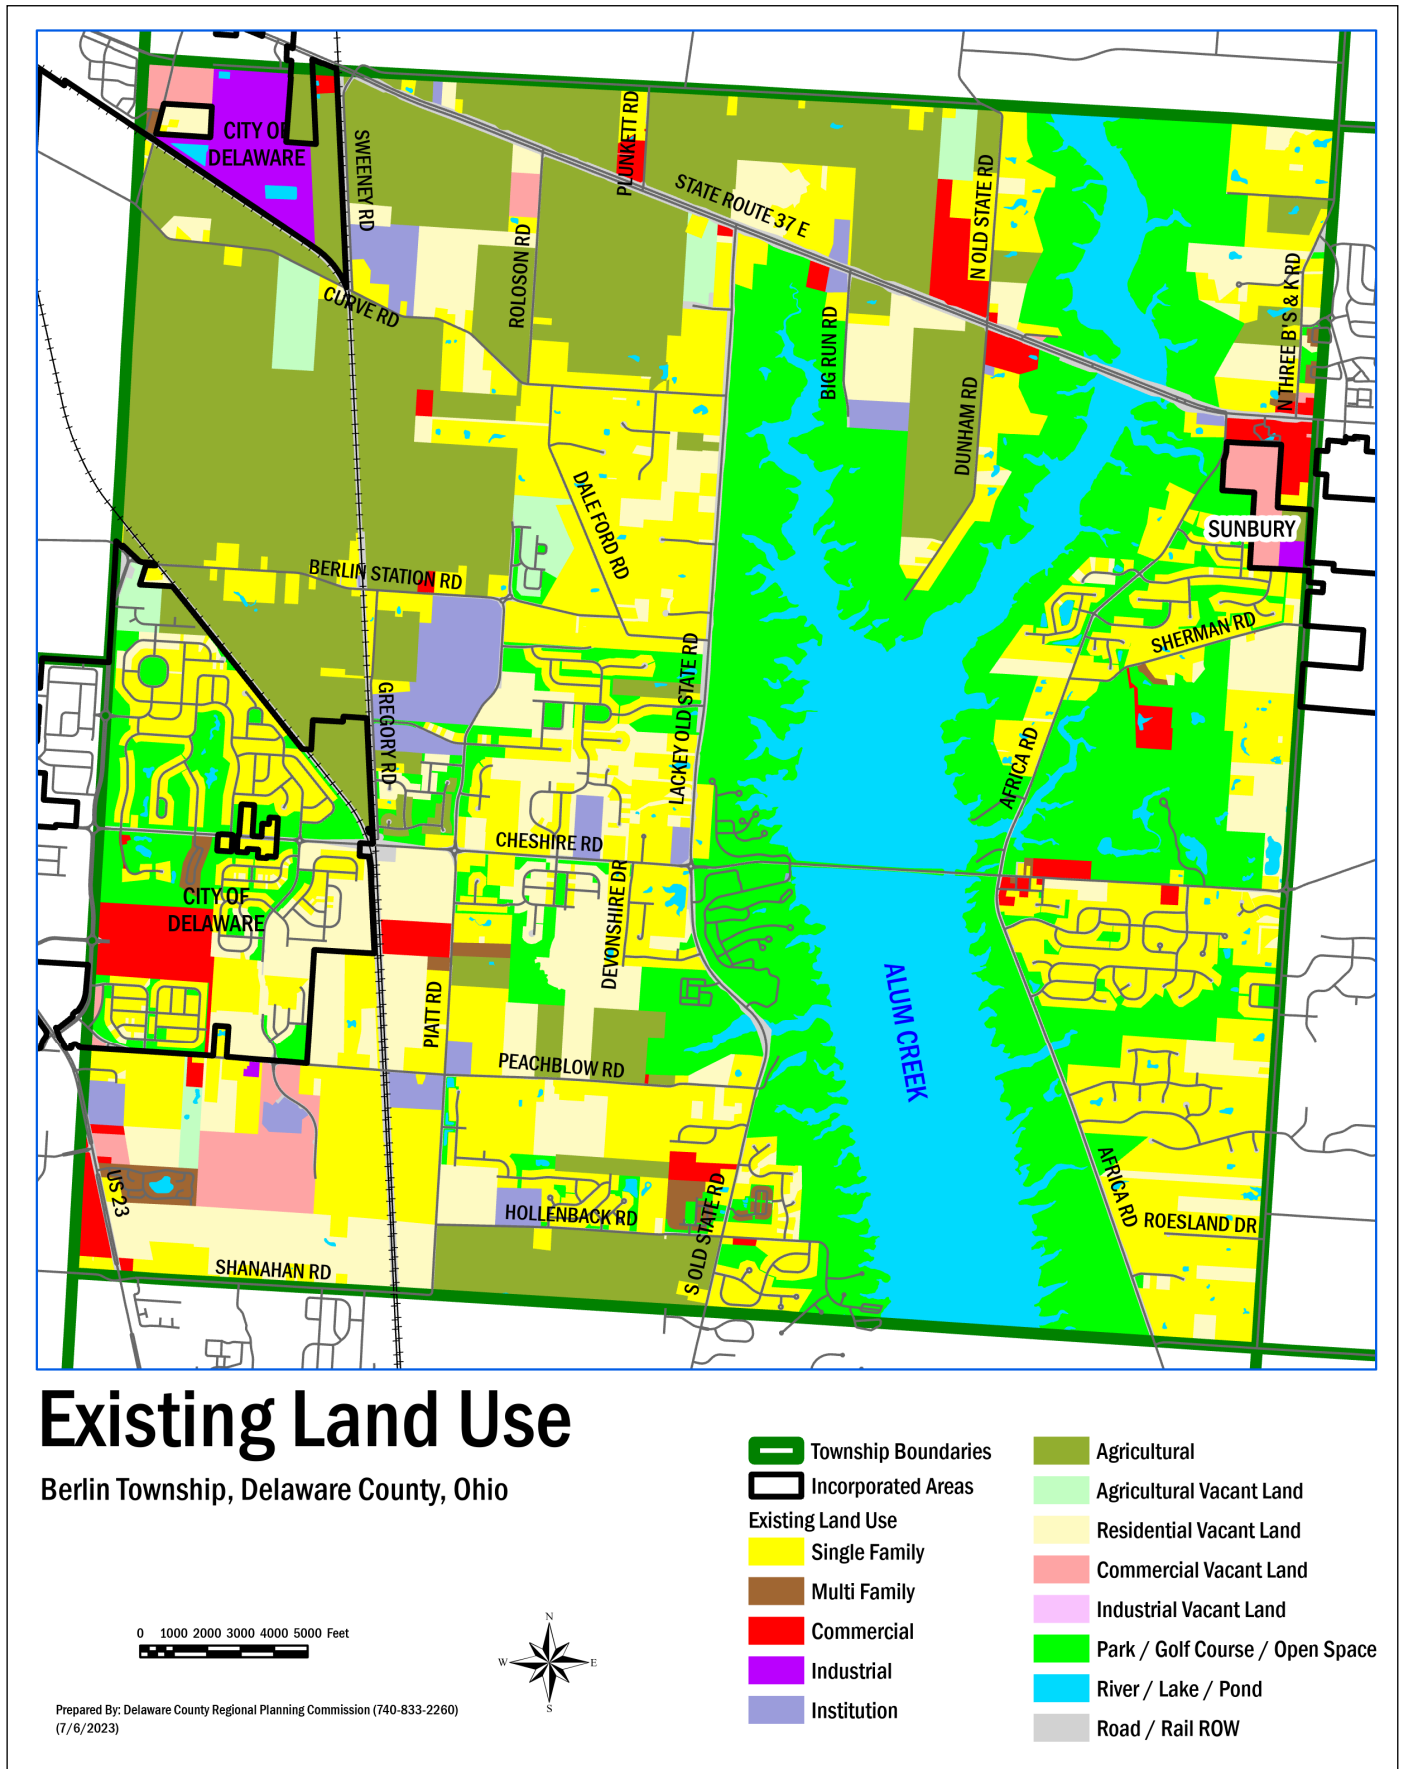 CITY OF
DELAWARE
SWEENEY RD
PLUNKETT RD
STATE ROUTE 37 E
N OLD STATE RD
ROLOSON RD
CURVE RD
BIG RUN RD
N THREE B'S & K RD
DUNHAM RD
DALE FORD RD
SUNBURY
BERLIN STATION RD
SHERMAN RD
LACKEY OLD STATE RD
GREGORY RD
AFRICA RD
CHESHIRE RD
DEVONSHIRE DR
CITY OF
DELAWARE
ALUM CREEK
PIATT RD
PEACHBLOW RD
US 23
AFRICA RD
HOLLENBACK RD
S OLD STATE RD
ROESLAND DR
SHANAHAN RD
Existing Land Use
Berlin Township, Delaware County, Ohio
Township Boundaries
Incorporated Areas
Existing Land Use
Single Family
Multi Family
Commercial
Industrial
Institution
Agricultural
Agricultural Vacant Land
Residential Vacant Land
Commercial Vacant Land
Industrial Vacant Land
Park / Golf Course / Open Space
River / Lake / Pond
Road / Rail ROW
0 1000 2000 3000 4000 5000 Feet
N
W E
S
Prepared By: Delaware County Regional Planning Commission (740-833-2260)
(7/6/2023)